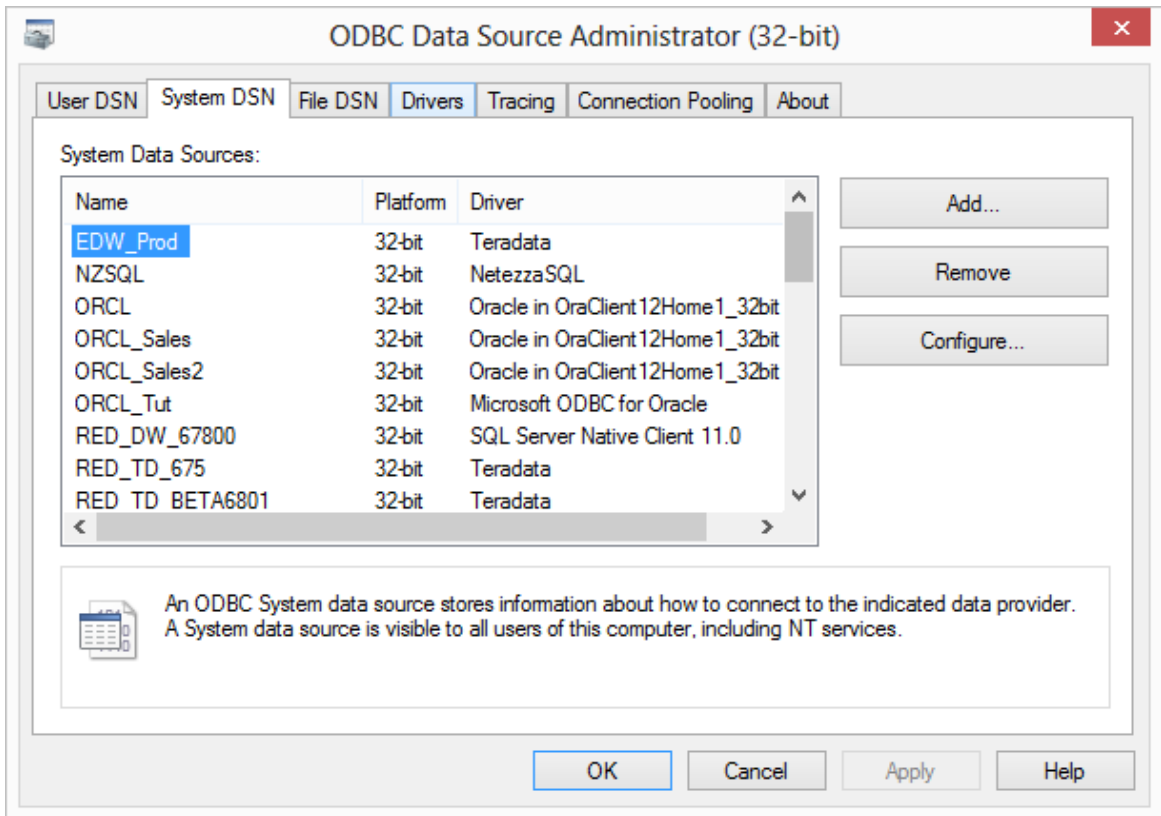 ODBC Data Source Administrator (32-bit)
User DSN System DSN File DSN Drivers Tracing Connection Pooling About
System Data Sources:
Name Platform Driver
EDW_Prod 32-bit Teradata
NZSQL 32-bit NetezzaSQL
ORCL 32-bit Oracle in OraClient12Home1_32bit
ORCL_Sales 32-bit Oracle in OraClient12Home1_32bit
ORCL_Sales2 32-bit Oracle in OraClient12Home1_32bit
ORCL_Tut 32-bit Microsoft ODBC for Oracle
RED_DW_67800 32-bit SQL Server Native Client 11.0
RED_TD_675 32-bit Teradata
RED_TD_BETA6801 32-bit Teradata
Add...
Remove
Configure...
An ODBC System data source stores information about how to connect to the indicated data provider.
A System data source is visible to all users of this computer, including NT services.
OK Cancel Apply Help